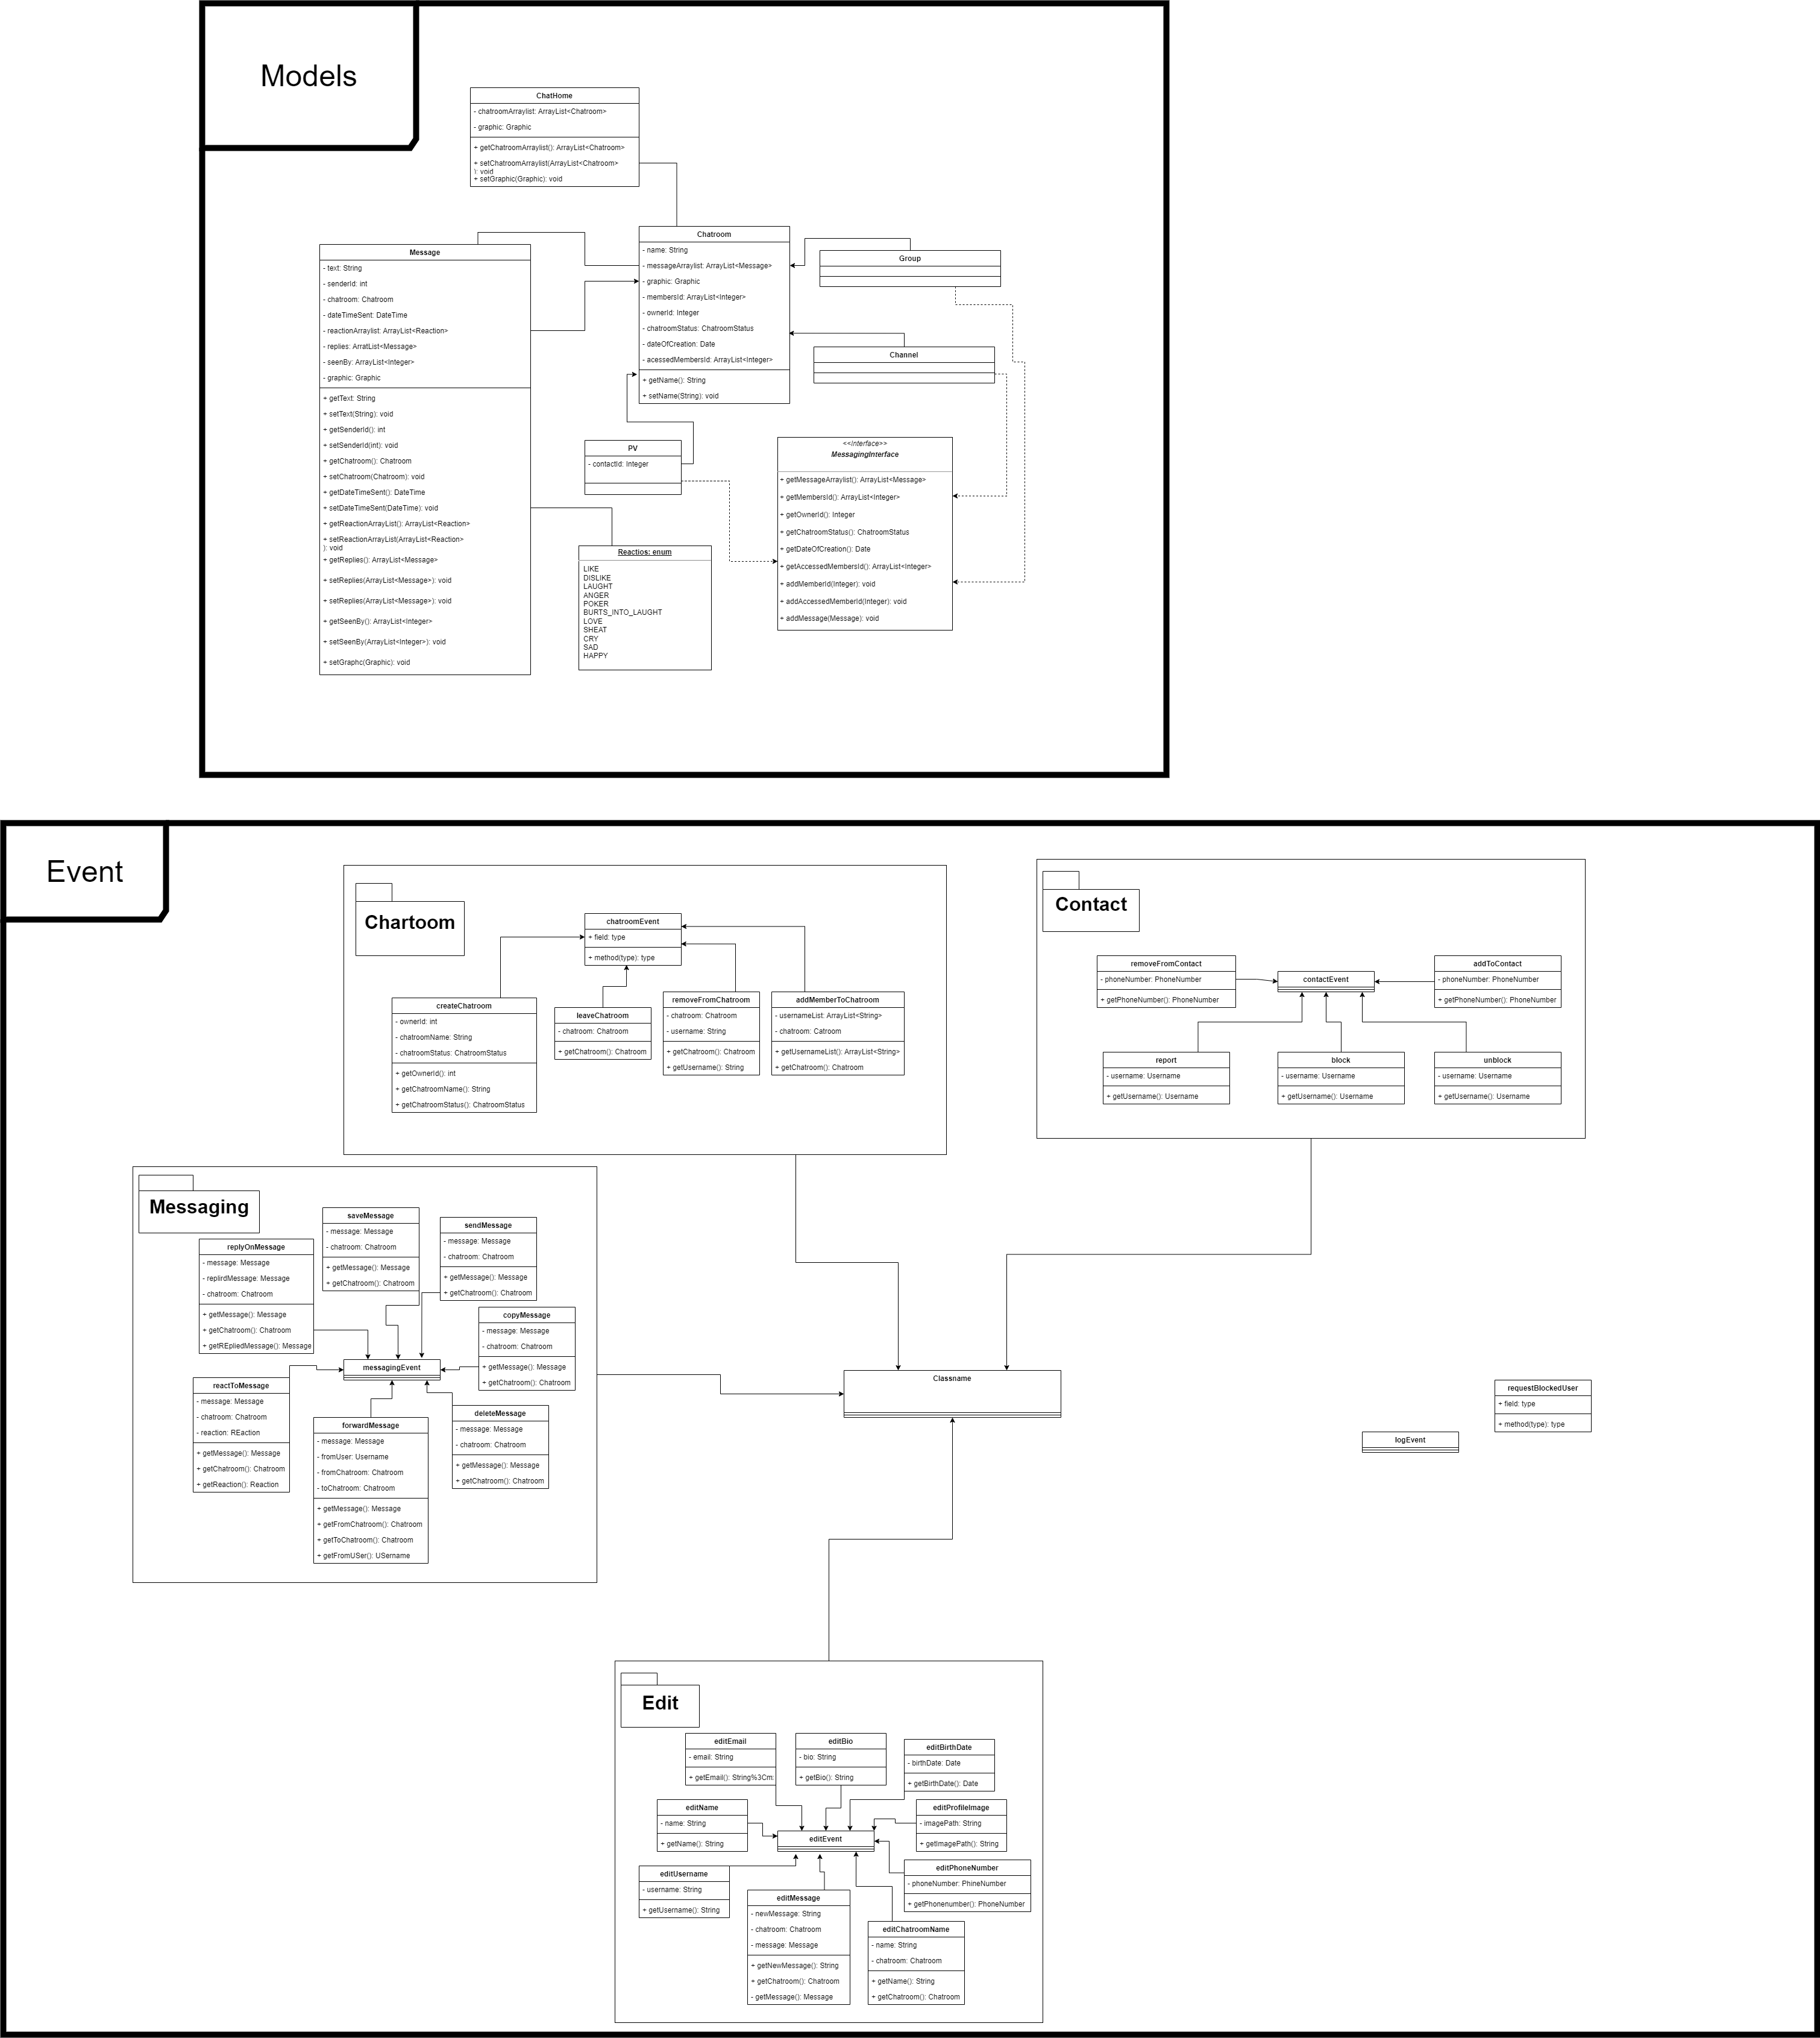 Models
ChatHome
- chatroomArraylist: ArrayList<Chatroom>
- graphic: Graphic
+ getChatroomArraylist(): ArrayList<Chatroom>
+ setChatroomArraylist(ArrayList<Chatroom>
): void
+ setGraphic(Graphic): void
Message
- text: String
- senderId: int
- chatroom: Chatroom
- dateTimeSent: DateTime
- reactionArraylist: ArrayList<Reaction>
- replies: ArratList<Message>
- seenBy: ArrayList<Integer>
- graphic: Graphic
+ getText: String
+ setText(String): void
+ getSenderId(): int
+ setSenderId(int): void
+ getChatroom(): Chatroom
+ setChatroom(Chatroom): void
+ getDateTimeSent(): DateTime
+ setDateTimeSent(DateTime): void
+ getReactionArrayList(): ArrayList<Reaction>
+ setReactionArrayList(ArrayList<Reaction>
): void
+ getReplies(): ArrayList<Message>
+ setReplies(ArrayList<Message>): void
+ setReplies(ArrayList<Message>): void
+ getSeenBy(): ArrayList<Integer>
+ setSeenBy(ArrayList<Integer>): void
+ setGraphc(Graphic): void
Chatroom
- name: String
- messageArraylist: ArrayList<Message>
- graphic: Graphic
- membersId: ArrayList<Integer>
- ownerId: Integer
- chatroomStatus: ChatroomStatus
- dateOfCreation: Date
- acessedMembersId: ArrayList<Integer>
+ getName(): String
+ setName(String): void
Group
Channel
PV
- contactId: Integer
<<Interface>>
MessagingInterface
+ getMessageArraylist(): ArrayList<Message>
+ getMembersId(): ArrayList<Integer>
+ getOwnerId(): Integer
+ getChatroomStatus(): ChatroomStatus
+ getDateOfCreation(): Date
+ getAccessedMembersId(): ArrayList<Integer>
+ addMemberId(Integer): void
+ addAccessedMemberId(Integer): void
+ addMessage(Message): void
Reactios: enum
LIKE
DISLIKE
LAUGHT
ANGER
POKER
BURTS_INTO_LAUGHT
LOVE
SHEAT
CRY
SAD
HAPPY
Event
Chartoom
chatroomEvent
+ field: type
+ method(type): type
createChatroom
- ownerId: int
- chatroomName: String
- chatroomStatus: ChatroomStatus
+ getOwnerId(): int
+ getChatroomName(): String
+ getChatroomStatus(): ChatroomStatus
leaveChatroom
- chatroom: Chatroom
+ getChatroom(): Chatroom
removeFromChatroom
- chatroom: Chatroom
- username: String
+ getChatroom(): Chatroom
+ getUsername(): String
addMemberToChatroom
- usernameList: ArrayList<String>
- chatroom: Catroom
+ getUsernameList(): ArrayList<String>
+ getChatroom(): Chatroom
Contact
removeFromContact
- phoneNumber: PhoneNumber
+ getPhoneNumber(): PhoneNumber
contactEvent
addToContact
- phoneNumber: PhoneNumber
+ getPhoneNumber(): PhoneNumber
report
- username: Username
+ getUsername(): Username
block
- username: Username
+ getUsername(): Username
unblock
- username: Username
+ getUsername(): Username
Messaging
saveMessage
- message: Message
- chatroom: Chatroom
+ getMessage(): Message
+ getChatroom(): Chatroom
sendMessage
- message: Message
- chatroom: Chatroom
+ getMessage(): Message
+ getChatroom(): Chatroom
replyOnMessage
- message: Message
- replirdMessage: Message
- chatroom: Chatroom
+ getMessage(): Message
+ getChatroom(): Chatroom
+ getREpliedMessage(): Message
copyMessage
- message: Message
- chatroom: Chatroom
+ getMessage(): Message
+ getChatroom(): Chatroom
messagingEvent
reactToMessage
- message: Message
- chatroom: Chatroom
- reaction: REaction
+ getMessage(): Message
+ getChatroom(): Chatroom
+ getReaction(): Reaction
forwardMessage
- message: Message
- fromUser: Username
- fromChatroom: Chatroom
- toChatroom: Chatroom
+ getMessage(): Message
+ getFromChatroom(): Chatroom
+ getToChatroom(): Chatroom
+ getFromUSer(): USername
deleteMessage
- message: Message
- chatroom: Chatroom
+ getMessage(): Message
+ getChatroom(): Chatroom
Classname
requestBlockedUser
+ field: type
+ method(type): type
logEvent
Edit
editEmail
- email: String
+ getEmail(): String%3Cm:
editBio
- bio: String
+ getBio(): String
editBirthDate
- birthDate: Date
+ getBirthDate(): Date
editName
- name: String
+ getName(): String
editProfileImage
- imagePath: String
+ getImagePath(): String
editEvent
editUsername
- username: String
+ getUsername(): String
editPhoneNumber
- phoneNumber: PhineNumber
+ getPhonenumber(): PhoneNumber
editMessage
- newMessage: String
- chatroom: Chatroom
- message: Message
+ getNewMessage(): String
+ getChatroom(): Chatroom
- getMessage(): Message
editChatroomName
- name: String
- chatroom: Chatroom
+ getName(): String
+ getChatroom(): Chatroom